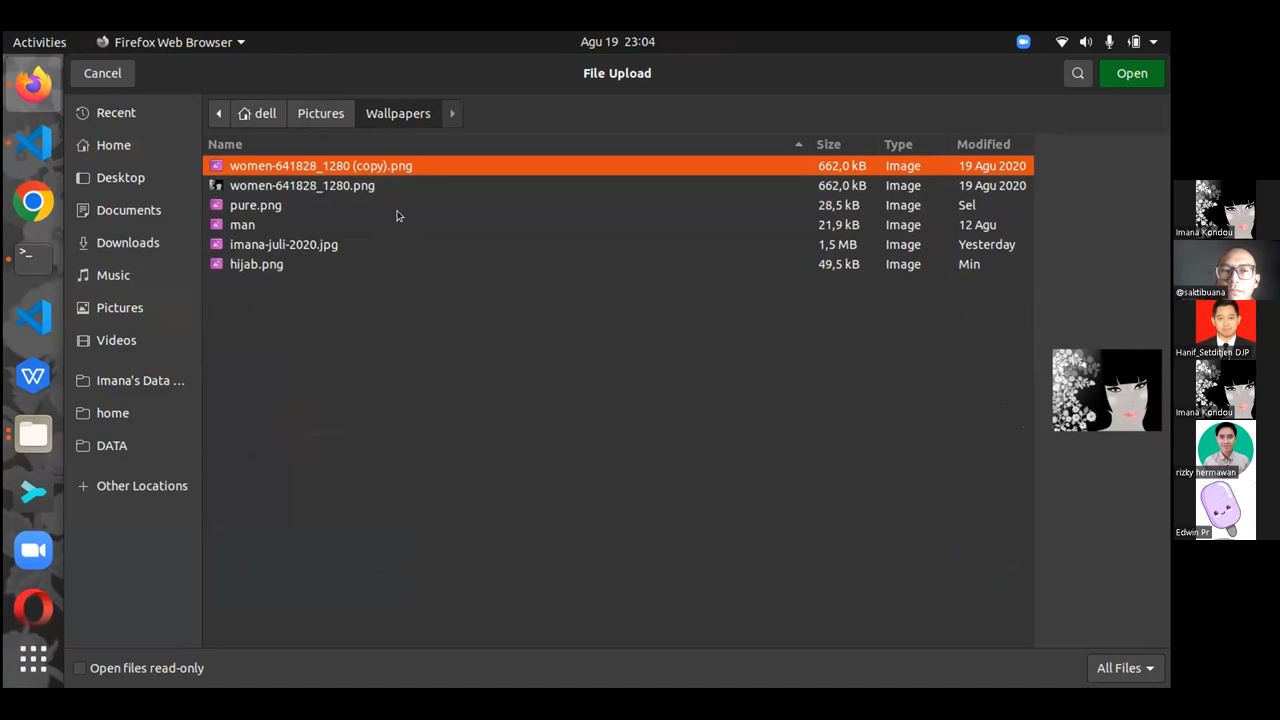 Activities
Firefox Web Browser
Agu 19 23:04
Cancel
File Upload
Open
Recent
Home
Desktop
Documents
Downloads
Music
Pictures
Videos
Imana's Data ...
home
DATA
Other Locations
dell
Pictures
Wallpapers
Name Size Type Modified
women-641828_1280 (copy).png 662,0 kB Image 19 Agu 2020
women-641828_1280.png 662,0 kB Image 19 Agu 2020
pure.png 28,5 kB Image Sel
man 21,9 kB Image 12 Agu
imana-juli-2020.jpg 1,5 MB Image Yesterday
hijab.png 49,5 kB Image Min
Open files read-only
All Files
Imana Kondou
@saktibuana
Hanif_Setditjen DJP
Imana Kondou
rizky hermawan
Edwin Pr